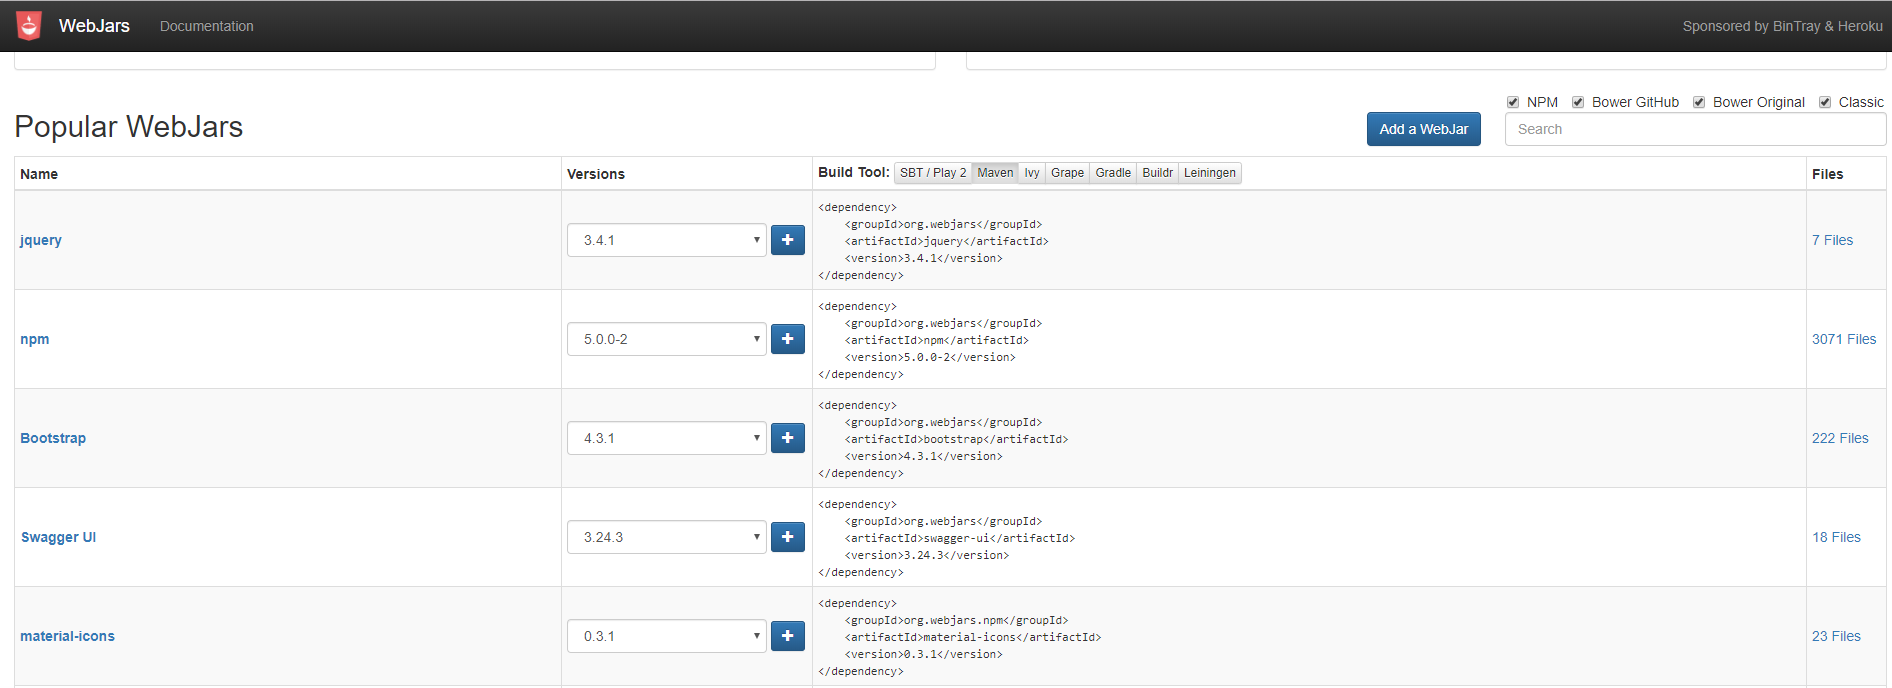 WebJars Documentation Sponsored by BinTray & Heroku
NPM Bower GitHub Bower Original Classic
Popular WebJars Add a WebJar Search
Name Versions Build Tool: SBT / Play 2 Maven Ivy Grape Gradle Buildr Leiningen Files
jquery 3.4.1
<dependency>
<groupId>org.webjars</groupId>
<artifactId>jquery</artifactId>
<version>3.4.1</version>
</dependency>
7 Files
npm 5.0.0-2
<dependency>
<groupId>org.webjars</groupId>
<artifactId>npm</artifactId>
<version>5.0.0-2</version>
</dependency>
3071 Files
Bootstrap 4.3.1
<dependency>
<groupId>org.webjars</groupId>
<artifactId>bootstrap</artifactId>
<version>4.3.1</version>
</dependency>
222 Files
Swagger UI 3.24.3
<dependency>
<groupId>org.webjars</groupId>
<artifactId>swagger-ui</artifactId>
<version>3.24.3</version>
</dependency>
18 Files
material-icons 0.3.1
<dependency>
<groupId>org.webjars.npm</groupId>
<artifactId>material-icons</artifactId>
<version>0.3.1</version>
</dependency>
23 Files